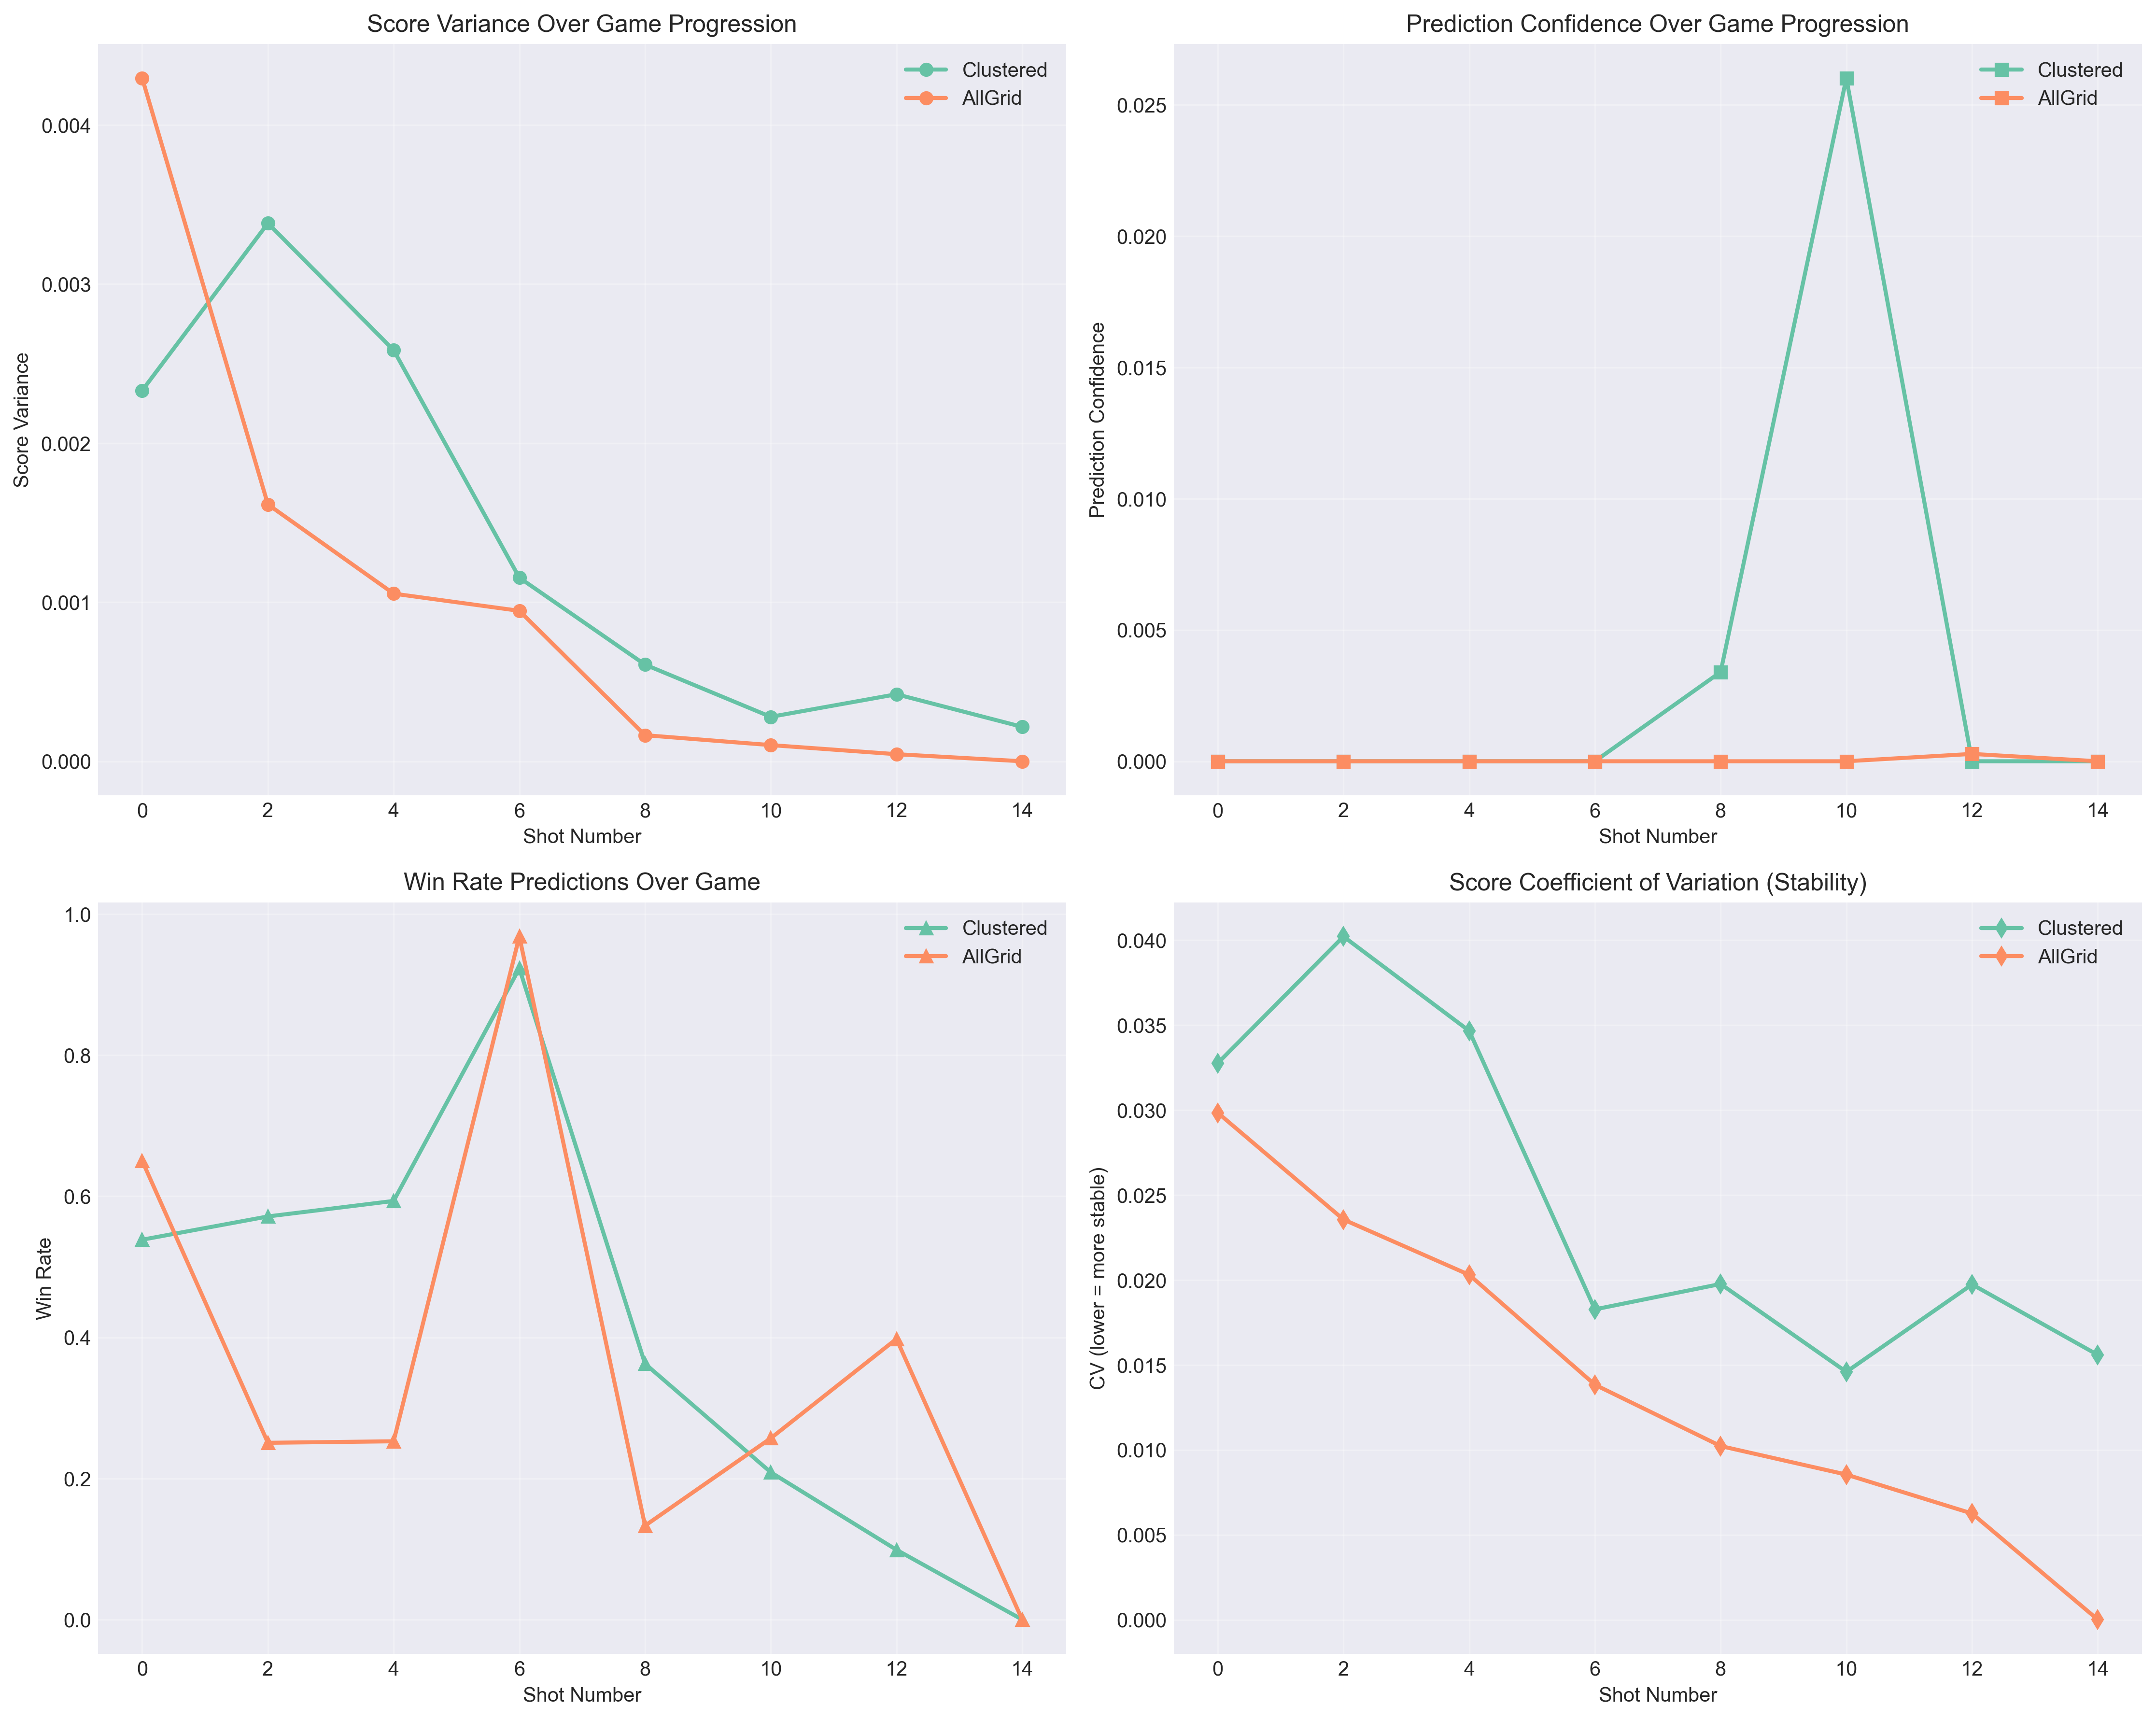 Score Variance Over Game Progression
Clustered
AllGrid
0.004
0.003
0.002
0.001
0.000
Score Variance
0 2 4 6 8 10 12 14
Shot Number
Prediction Confidence Over Game Progression
Clustered
AllGrid
0.025
0.020
0.015
0.010
0.005
0.000
Prediction Confidence
0 2 4 6 8 10 12 14
Shot Number
Win Rate Predictions Over Game
Clustered
AllGrid
1.0
0.8
0.6
0.4
0.2
0.0
Win Rate
0 2 4 6 8 10 12 14
Shot Number
Score Coefficient of Variation (Stability)
Clustered
AllGrid
0.040
0.035
0.030
0.025
0.020
0.015
0.010
0.005
0.000
CV (lower = more stable)
0 2 4 6 8 10 12 14
Shot Number